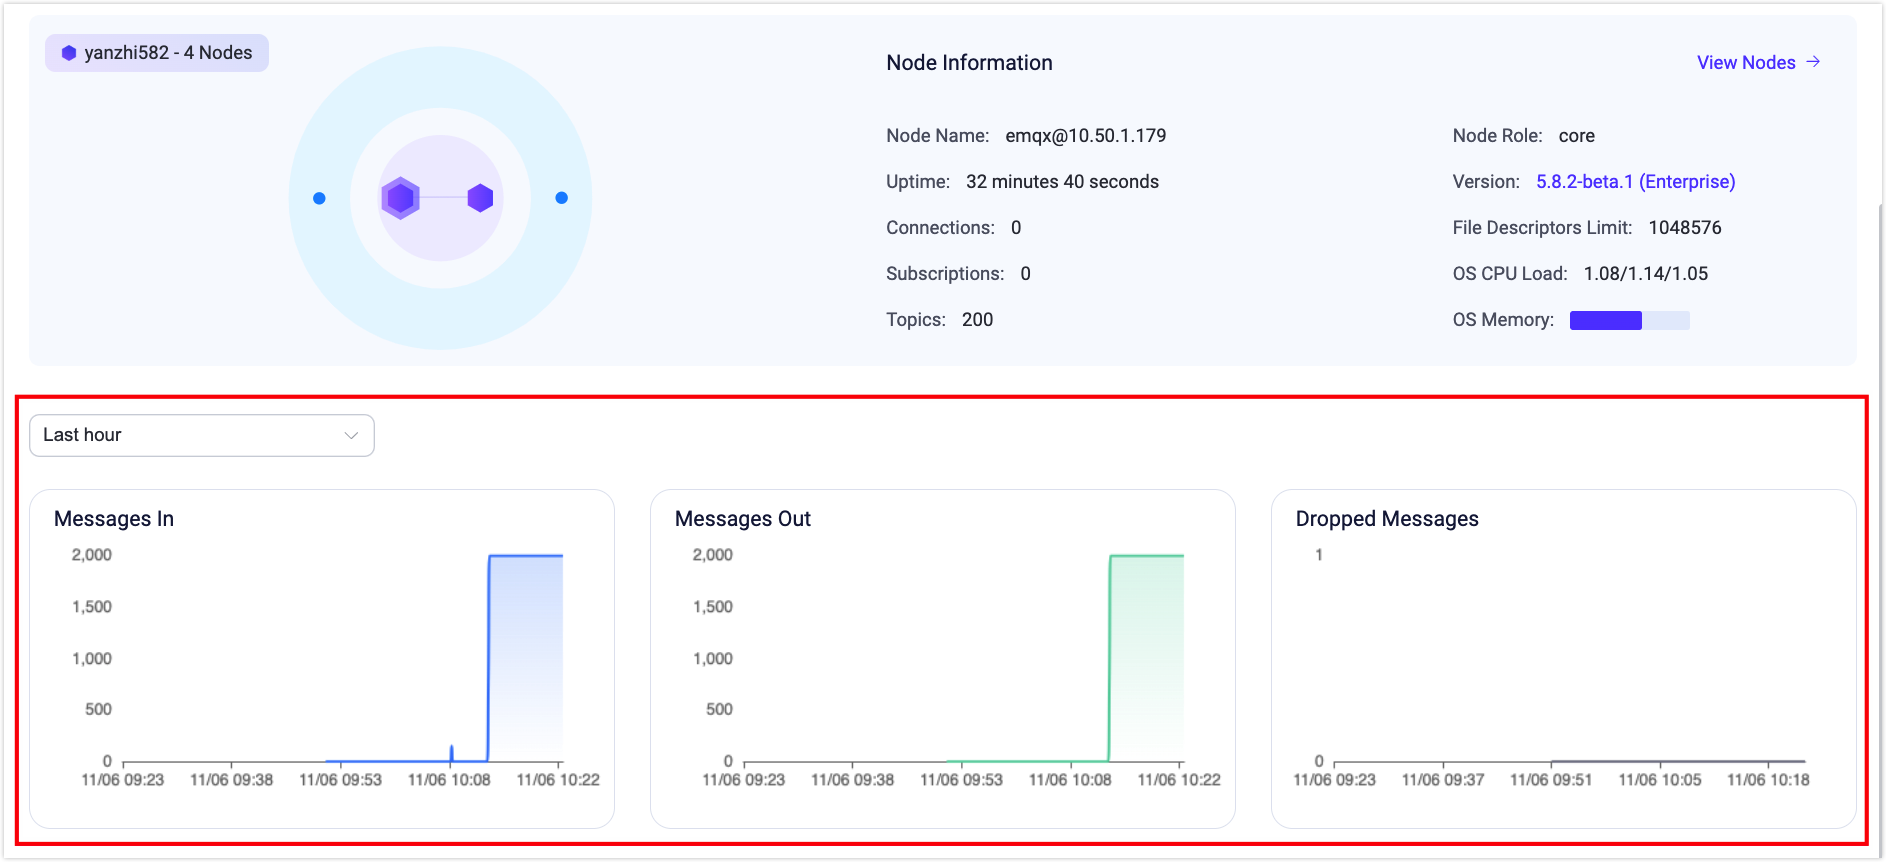 yanzhi582 - 4 Nodes
Node Information
View Nodes →
Node Name: emqx@10.50.1.179
Node Role: core
Uptime: 32 minutes 40 seconds
Version: 5.8.2-beta.1 (Enterprise)
Connections: 0
File Descriptors Limit: 1048576
Subscriptions: 0
OS CPU Load: 1.08/1.14/1.05
Topics: 200
OS Memory:
Last hour
Messages In
2,000
1,500
1,000
500
0
11/06 09:23 11/06 09:38 11/06 09:53 11/06 10:08 11/06 10:22
Messages Out
2,000
1,500
1,000
500
0
11/06 09:23 11/06 09:38 11/06 09:53 11/06 10:08 11/06 10:22
Dropped Messages
1
0
11/06 09:23 11/06 09:37 11/06 09:51 11/06 10:05 11/06 10:18